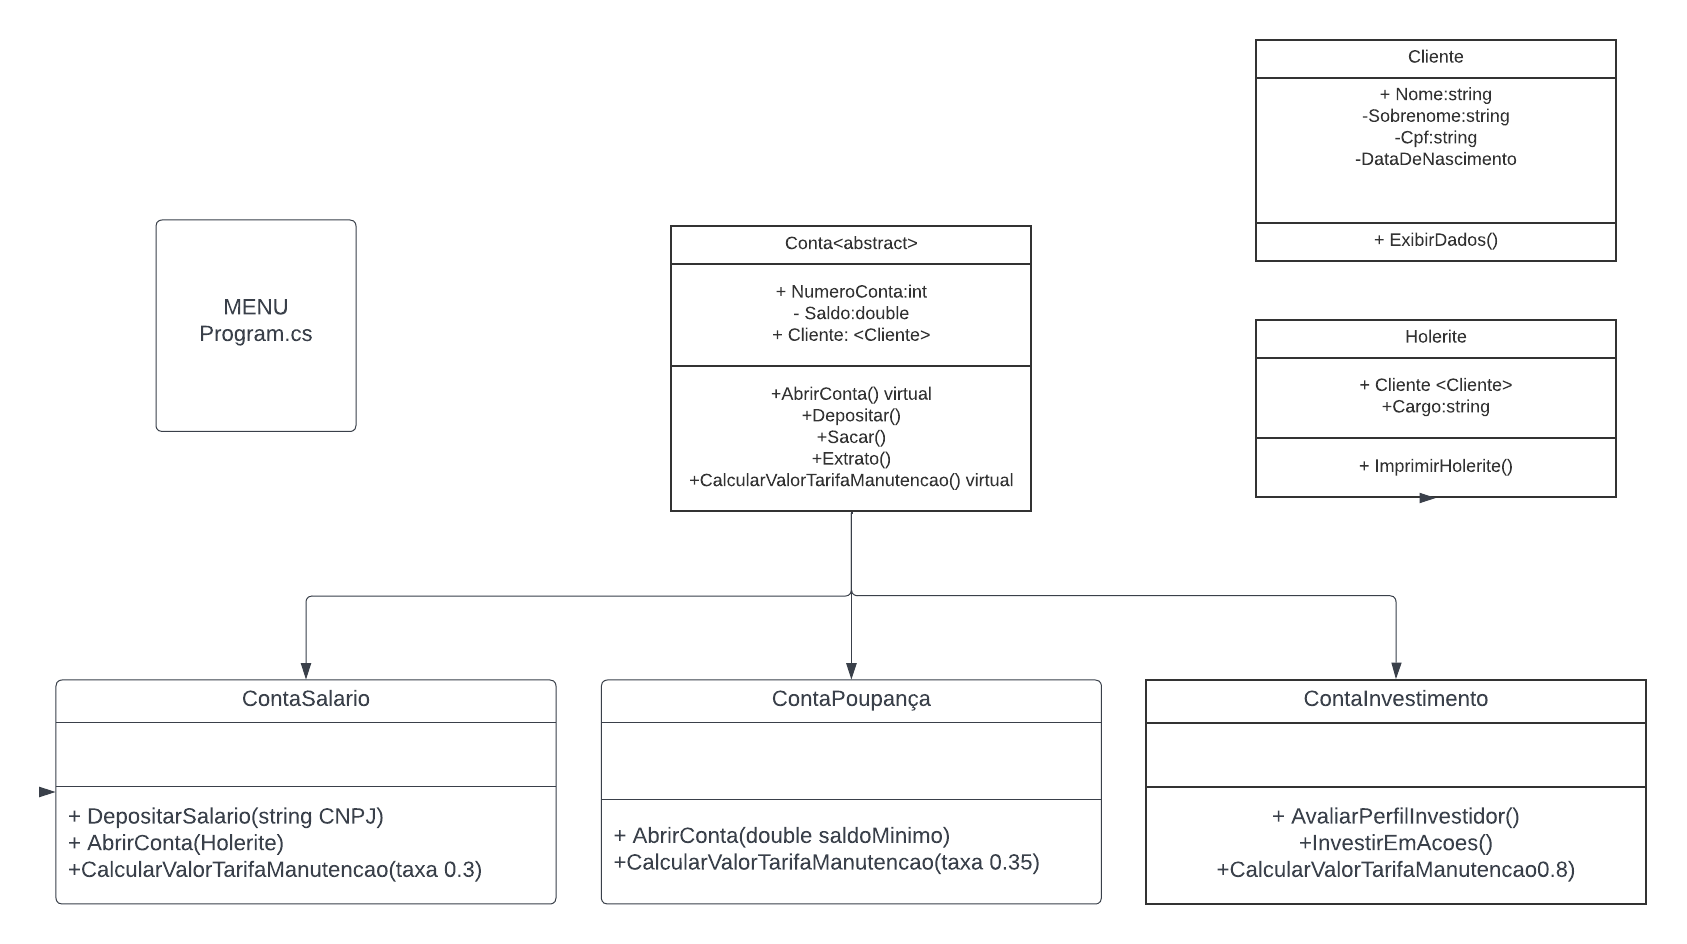 Cliente
+ Nome:string
-Sobrenome:string
-Cpf:string
-DataDeNascimento
+ ExibirDados()
MENU
Program.cs
Conta<abstract>
+ NumeroConta:int
- Saldo:double
+ Cliente: <Cliente>
+AbrirConta() virtual
+Depositar()
+Sacar()
+Extrato()
+CalcularValorTarifaManutencao() virtual
Holerite
+ Cliente <Cliente>
+Cargo:string
+ ImprimirHolerite()
ContaSalario
+ DepositarSalario(string CNPJ)
+ AbrirConta(Holerite)
+CalcularValorTarifaManutencao(taxa 0.3)
ContaPoupança
+ AbrirConta(double saldoMinimo)
+CalcularValorTarifaManutencao(taxa 0.35)
ContaInvestimento
+ AvaliarPerfilInvestidor()
+InvestirEmAcoes()
+CalcularValorTarifaManutencao0.8)